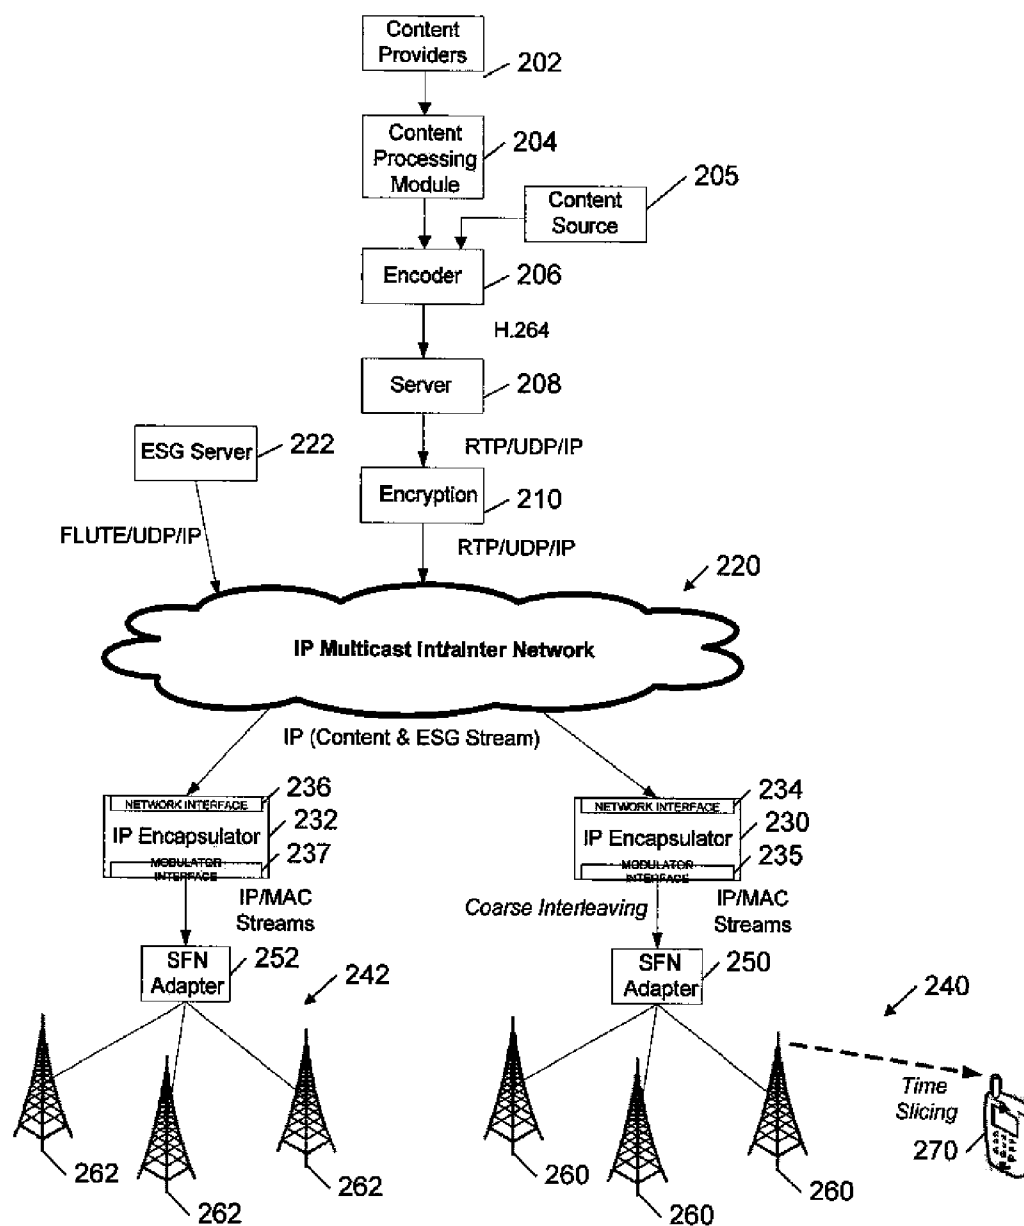 Content
Providers
202
Content
Processing
Module
204
205
Content
Source
Encoder
206
H.264
Server
208
RTP/UDP/IP
ESG Server
222
Encryption
210
FLUTE/UDP/IP
RTP/UDP/IP
220
IP Multicast Intra/Inter Network
IP (Content & ESG Stream)
NETWORK INTERFACE
236
IP Encapsulator
232
MODULATOR
INTERFACE
237
NETWORK INTERFACE
234
IP Encapsulator
230
MODULATOR
INTERFACE
235
IP/MAC
Streams
Coarse Interleaving
IP/MAC
Streams
SFN
Adapter
252
242
SFN
Adapter
250
240
Time
Slicing
270
262
262
262
260
260
260